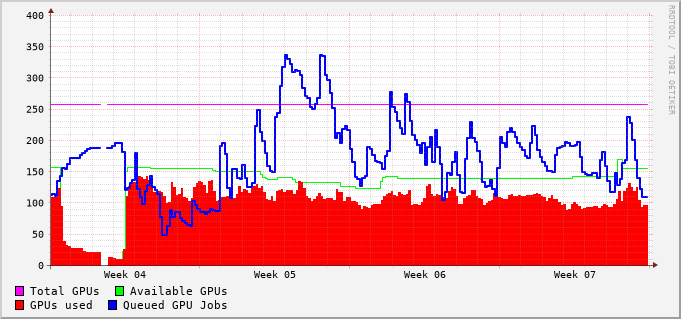 400
350
300
250
200
150
100
50
0
Week 04 Week 05 Week 06 Week 07
Total GPUs Available GPUs
GPUs used Queued GPU Jobs
RRDTOOL / TOBI OETIKER